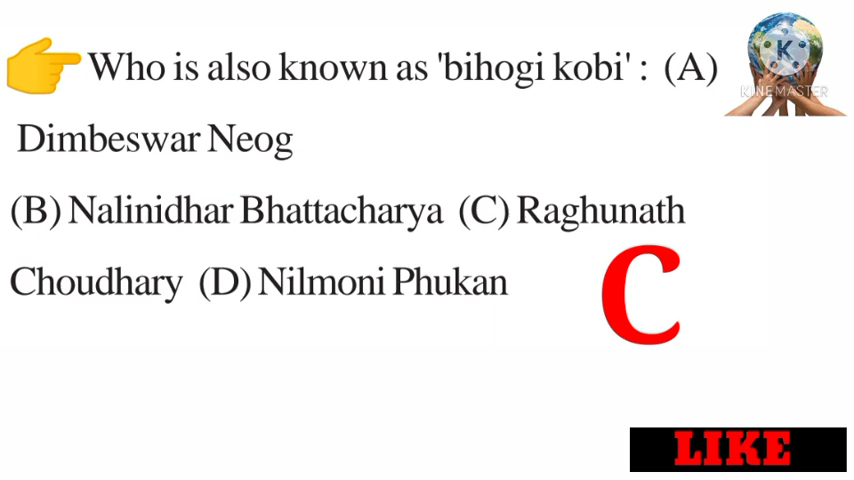 Who is also known as 'bihogi kobi' : (A)
Dimbeswar Neog
(B) Nalinidhar Bhattacharya (C) Raghunath
Choudhary (D) Nilmoni Phukan
C
K
KINEMASTER
LIKE